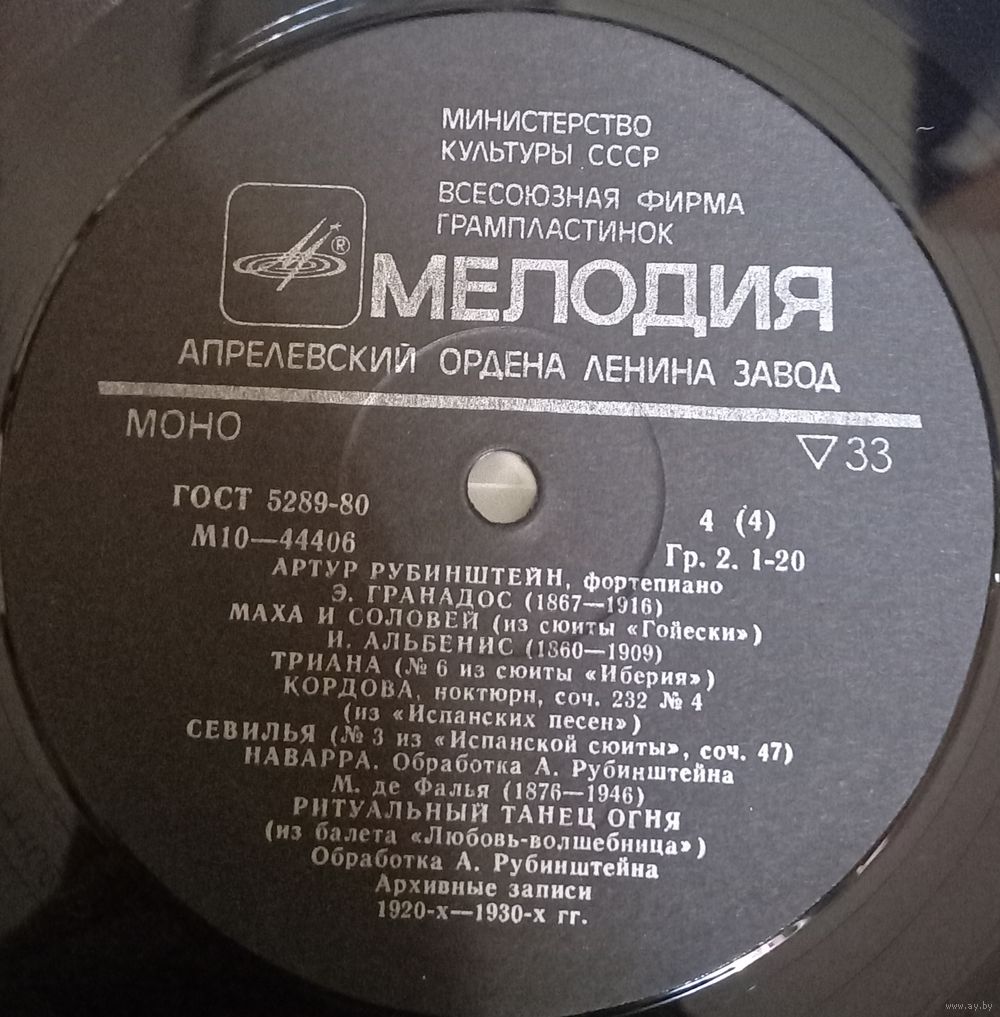 МИНИСТЕРСТВО
КУЛЬТУРЫ СССР
ВСЕСОЮЗНАЯ ФИРМА
ГРАМПЛАСТИНОК
®
МЕЛОДИЯ
АПРЕЛЕВСКИЙ ОРДЕНА ЛЕНИНА ЗАВОД
МОНО
▽33
ГОСТ 5289-80
4 (4)
М10—44406
Гр. 2. 1-20
АРТУР РУБИНШТЕЙН, фортепиано
Э. ГРАНАДОС (1867—1916)
МАХА И СОЛОВЕЙ (из сюиты «Гойески»)
И. АЛЬБЕНИС (1860—1909)
ТРИАНА (№ 6 из сюиты «Иберия»)
КОРДОВА, ноктюрн, соч. 232 № 4
(из «Испанских песен»)
СЕВИЛЬЯ (№ 3 из «Испанской сюиты», соч. 47)
НАВАРРА. Обработка А. Рубинштейна
М. де Фалья (1876—1946)
РИТУАЛЬНЫЙ ТАНЕЦ ОГНЯ
(из балета «Любовь-волшебница»)
Обработка А. Рубинштейна
Архивные записи
1920-х—1930-х гг.
www.ay.by